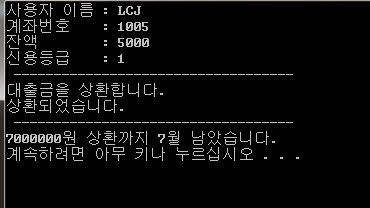 사용자 이름 : LCJ
계좌번호 : 1005
잔액 : 5000
신용등급 : 1
--------------------------------
대출금을 상환합니다.
상환되었습니다.
--------------------------------
7000000원 상환까지 7월 남았습니다.
계속하려면 아무 키나 누르십시오 . . .